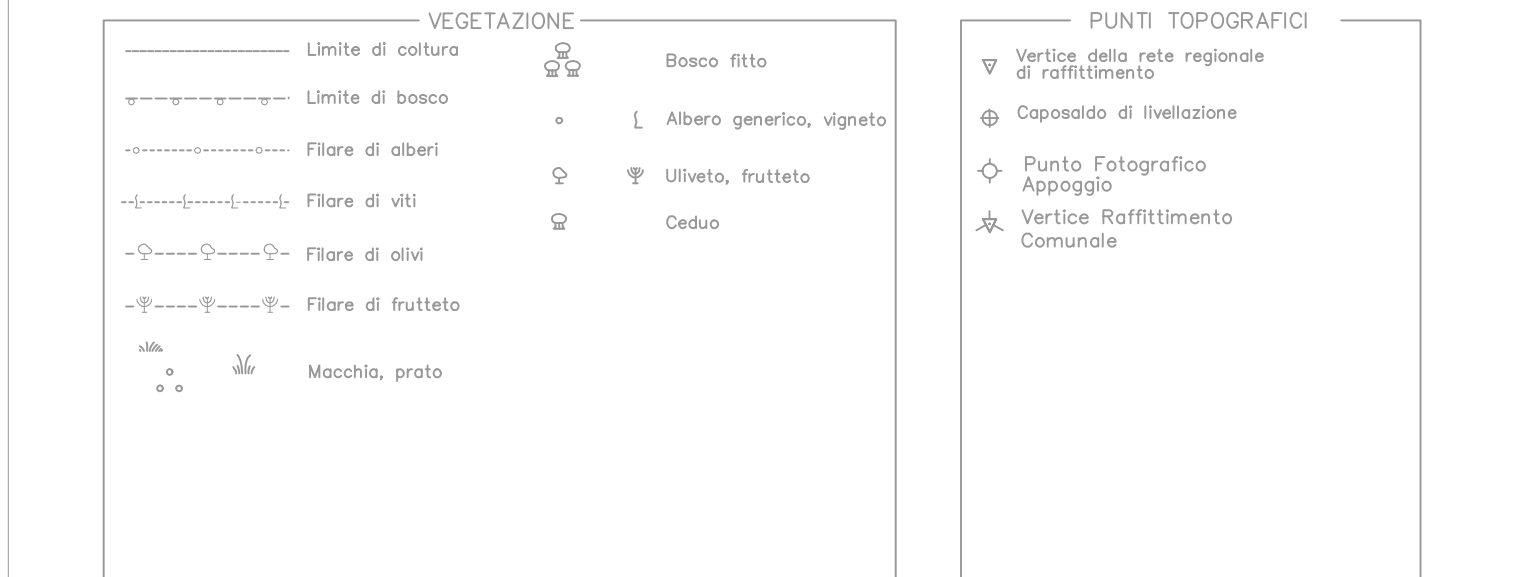 VEGETAZIONE
Limite di coltura
Limite di bosco
Filare di alberi
Filare di viti
Filare di olivi
Filare di frutteto
Macchia, prato
Bosco fitto
Albero generico, vigneto
Uliveto, frutteto
Ceduo
PUNTI TOPOGRAFICI
Vertice della rete regionale
di raffittimento
Caposaldo di livellazione
Punto Fotografico
Appoggio
Vertice Raffittimento
Comunale